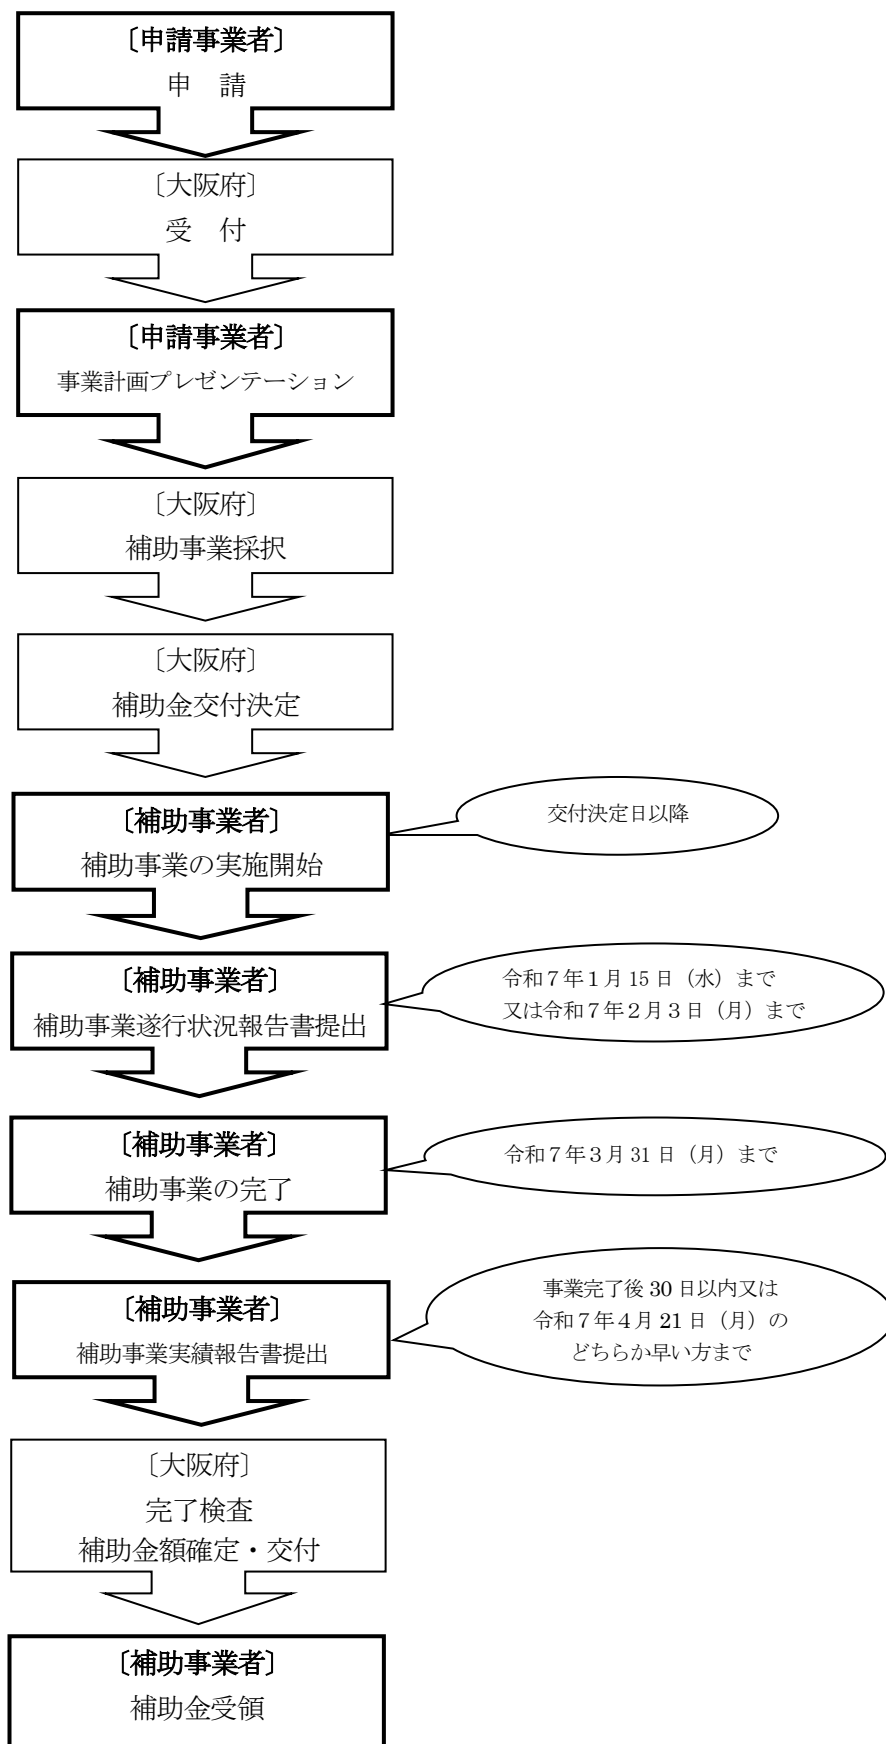 〔申請事業者〕
申　請
〔大阪府〕
受　付
〔申請事業者〕
事業計画プレゼンテーション
〔大阪府〕
補助事業採択
〔大阪府〕
補助金交付決定
〔補助事業者〕
補助事業の実施開始
交付決定日以降
〔補助事業者〕
補助事業遂行状況報告書提出
令和７年１月 15 日（水）まで
又は令和７年２月３日（月）まで
〔補助事業者〕
補助事業の完了
令和７年３月 31 日（月）まで
〔補助事業者〕
補助事業実績報告書提出
事業完了後 30 日以内又は
令和７年４月 21 日（月）の
どちらか早い方まで
〔大阪府〕
完了検査
補助金額確定・交付
〔補助事業者〕
補助金受領